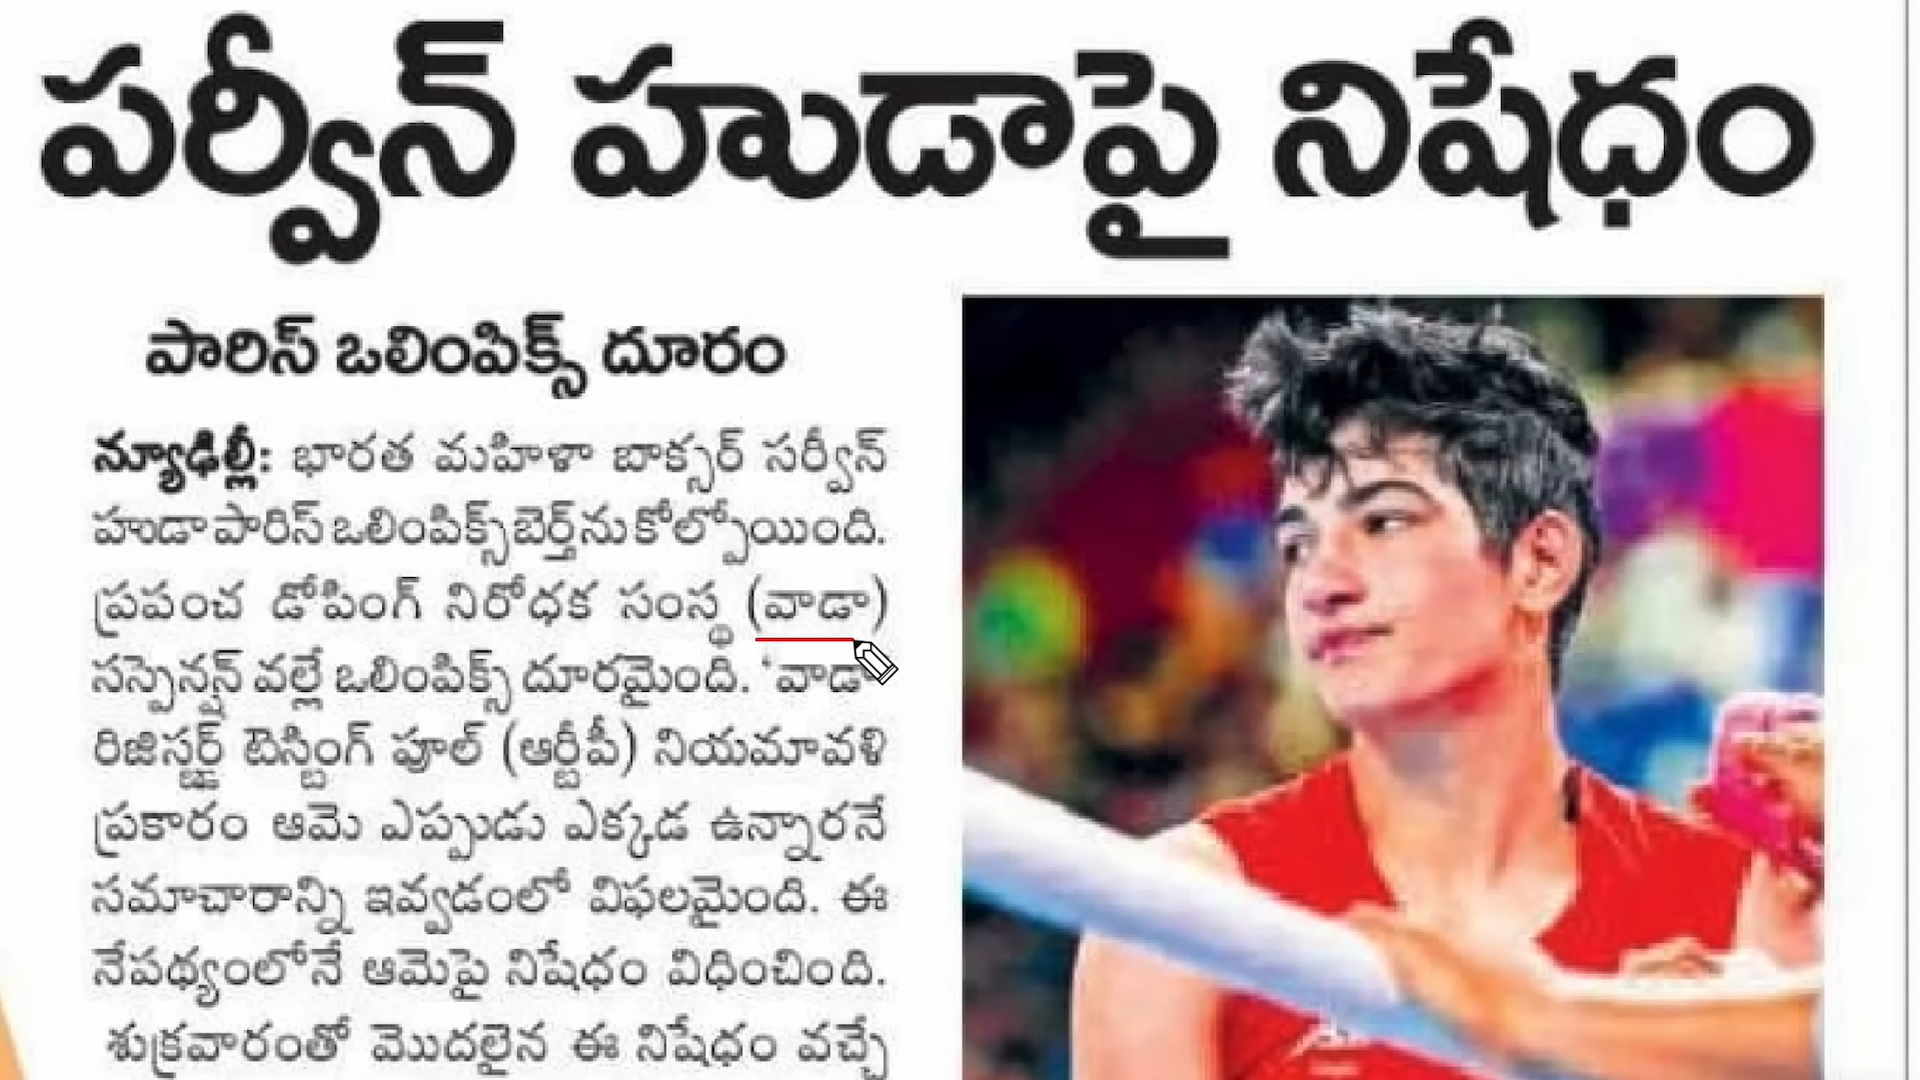 పర్వీన్ హుడాపై నిషేధం
పారిస్ ఒలింపిక్స్ దూరం
న్యూఢిల్లీ: భారత మహిళా బాక్సర్ సర్వీన్
హుడా పారిస్ ఒలింపిక్స్ బెర్త్‌ను కోల్పోయింది.
ప్రపంచ డోపింగ్ నిరోధక సంస్థ (వాడా)
సస్పెన్షన్ వల్లే ఒలింపిక్స్ దూరమైంది. ‘వాడా
రిజిస్టర్డ్ టెస్టింగ్ పూల్ (ఆర్టీపీ) నియమావళి
ప్రకారం ఆమె ఎప్పుడు ఎక్కడ ఉన్నారనే
సమాచారాన్ని ఇవ్వడంలో విఫలమైంది. ఈ
నేపథ్యంలోనే ఆమెపై నిషేధం విధించింది.
శుక్రవారంతో మొదలైన ఈ నిషేధం వచ్చే